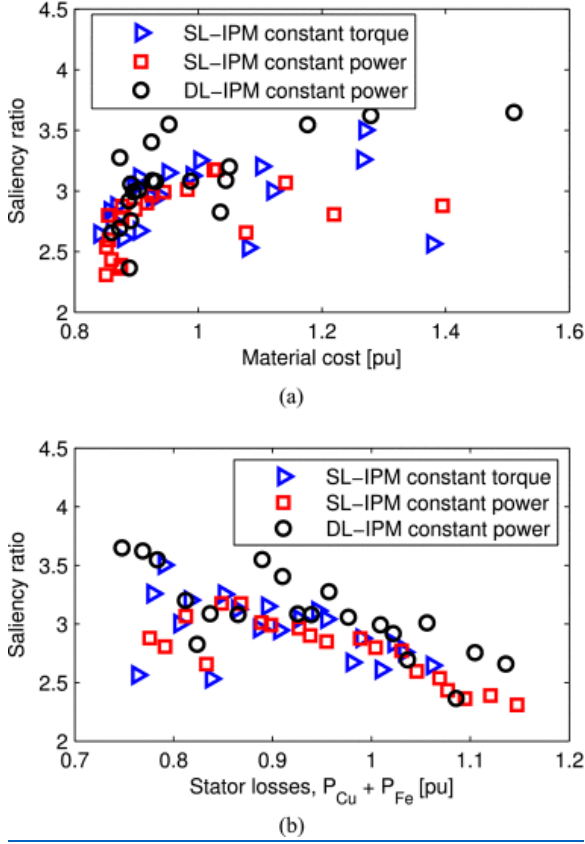 4.5
4
3.5
3
2.5
2
Saliency ratio
SL-IPM constant torque
SL-IPM constant power
DL-IPM constant power
0.8
1
1.2
1.4
1.6
Material cost [pu]
(a)
4.5
4
3.5
3
2.5
2
Saliency ratio
SL-IPM constant torque
SL-IPM constant power
DL-IPM constant power
0.7
0.8
0.9
1
1.1
1.2
Stator losses, P_Cu + P_Fe [pu]
(b)